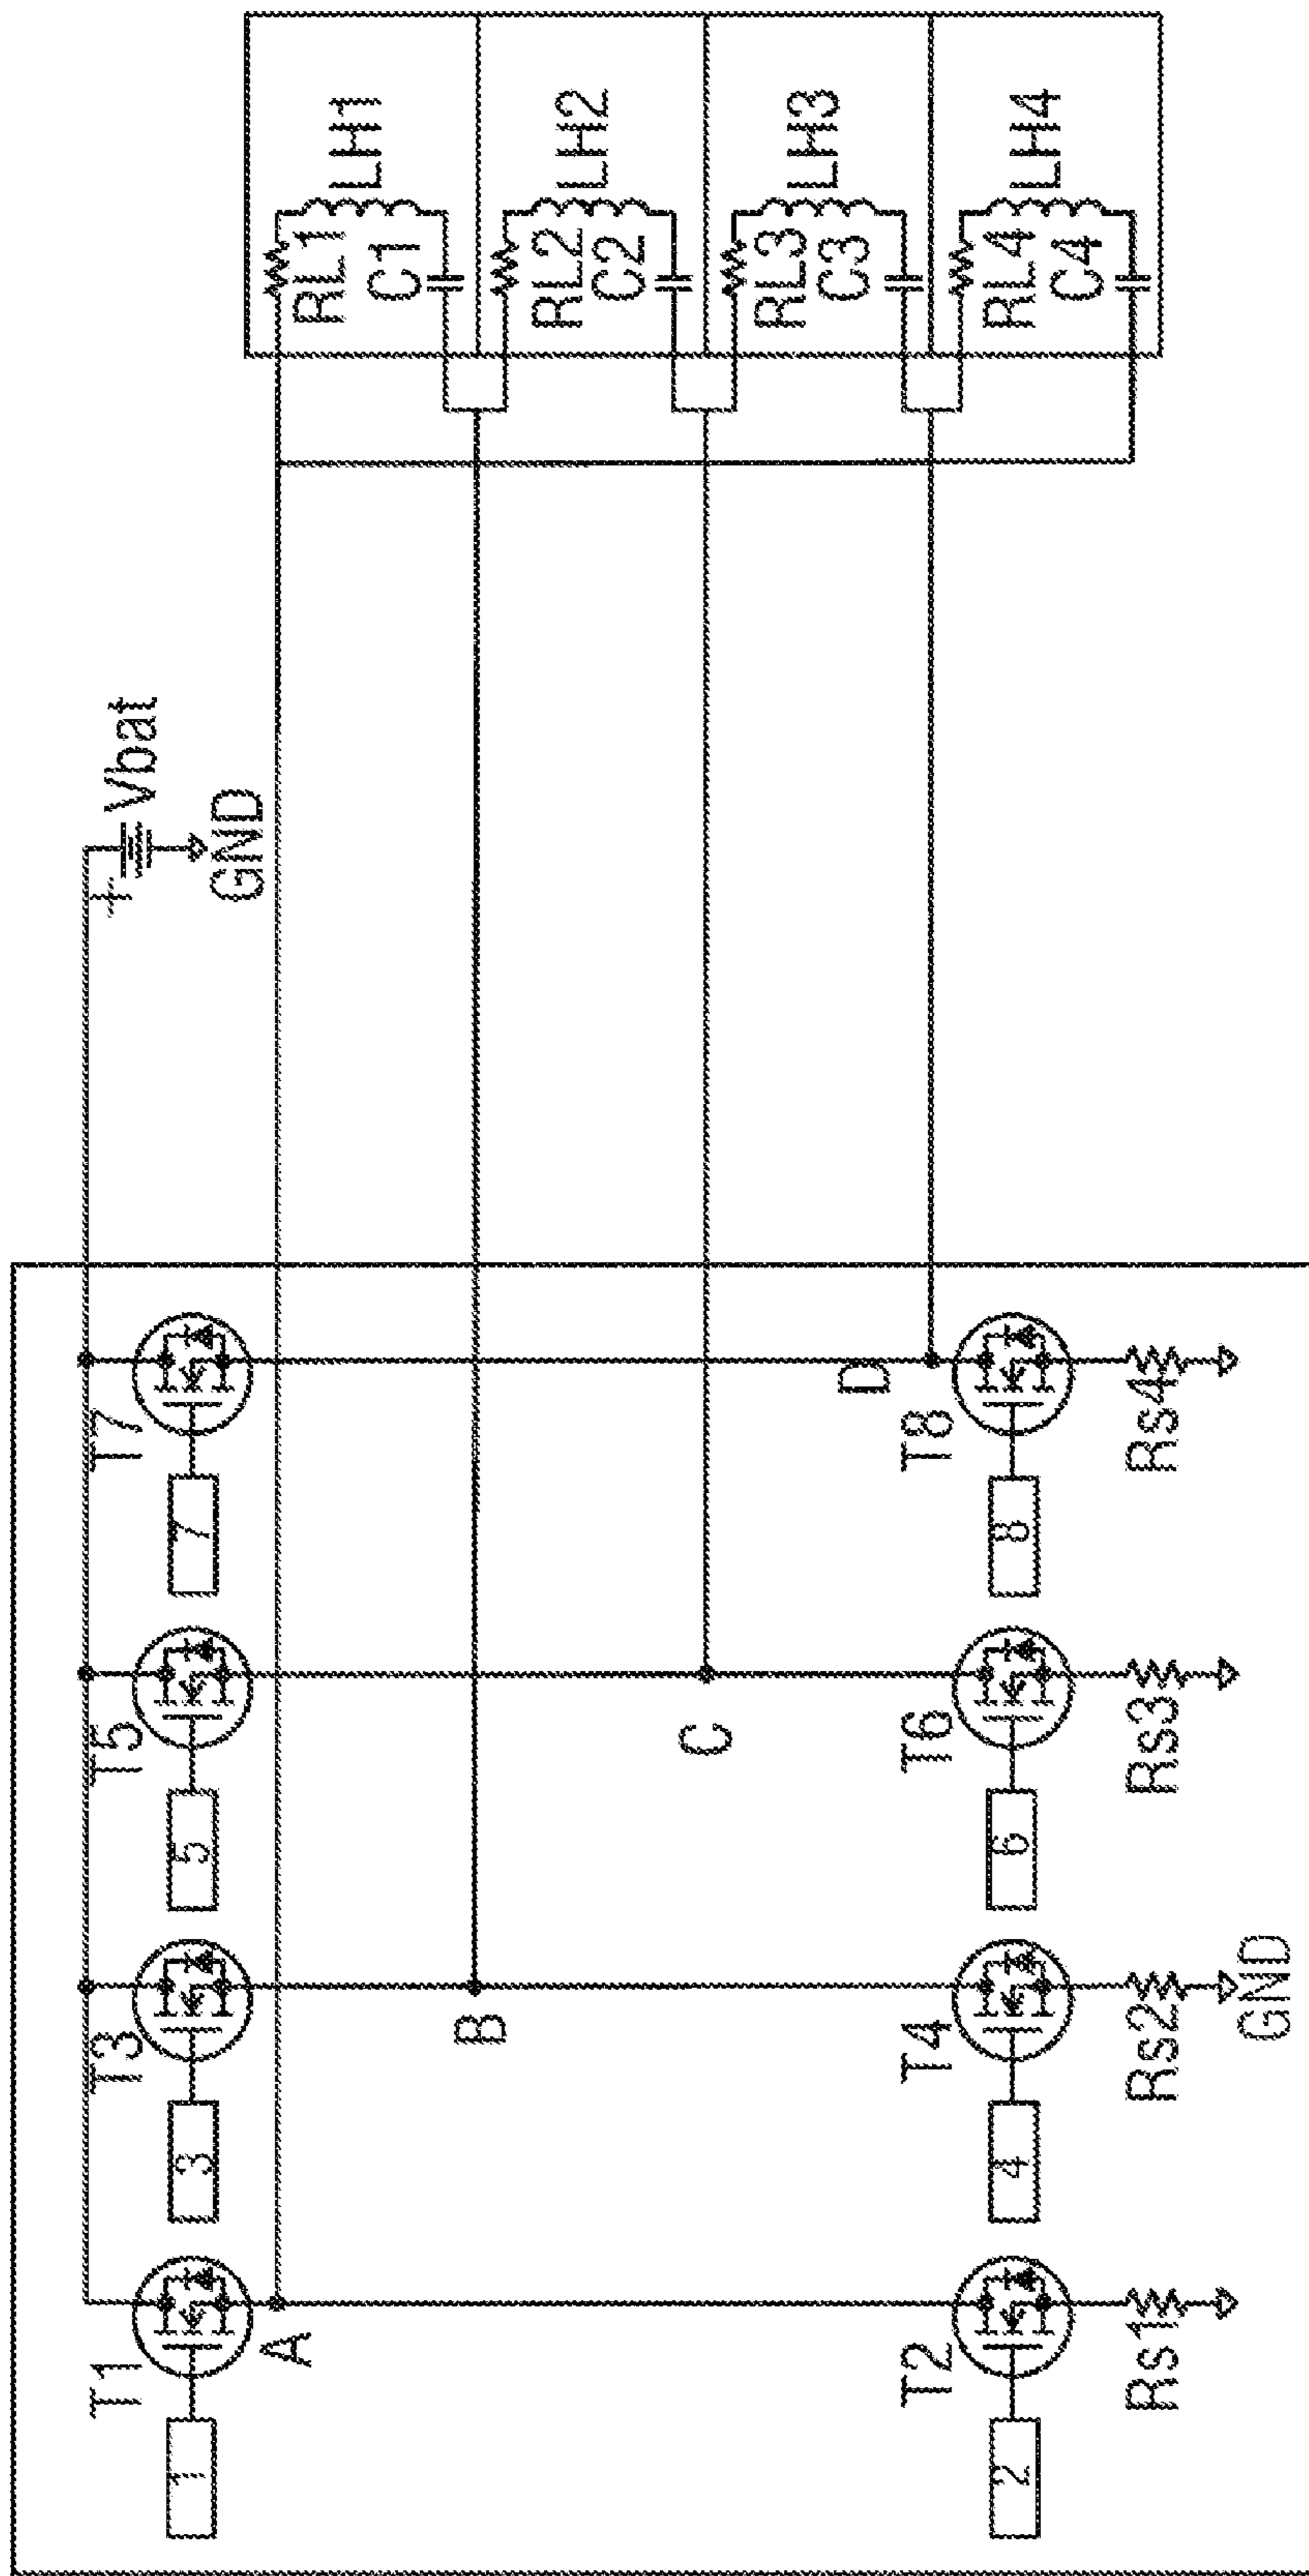 T1
T3
T5
T7
1
3
5
7
A
B
C
D
T2
T4
T6
T8
2
4
6
8
Rs1
Rs2
Rs3
Rs4
GND
+
Vbat
GND
RL1
LH1
C1
RL2
LH2
C2
RL3
LH3
C3
RL4
LH4
C4